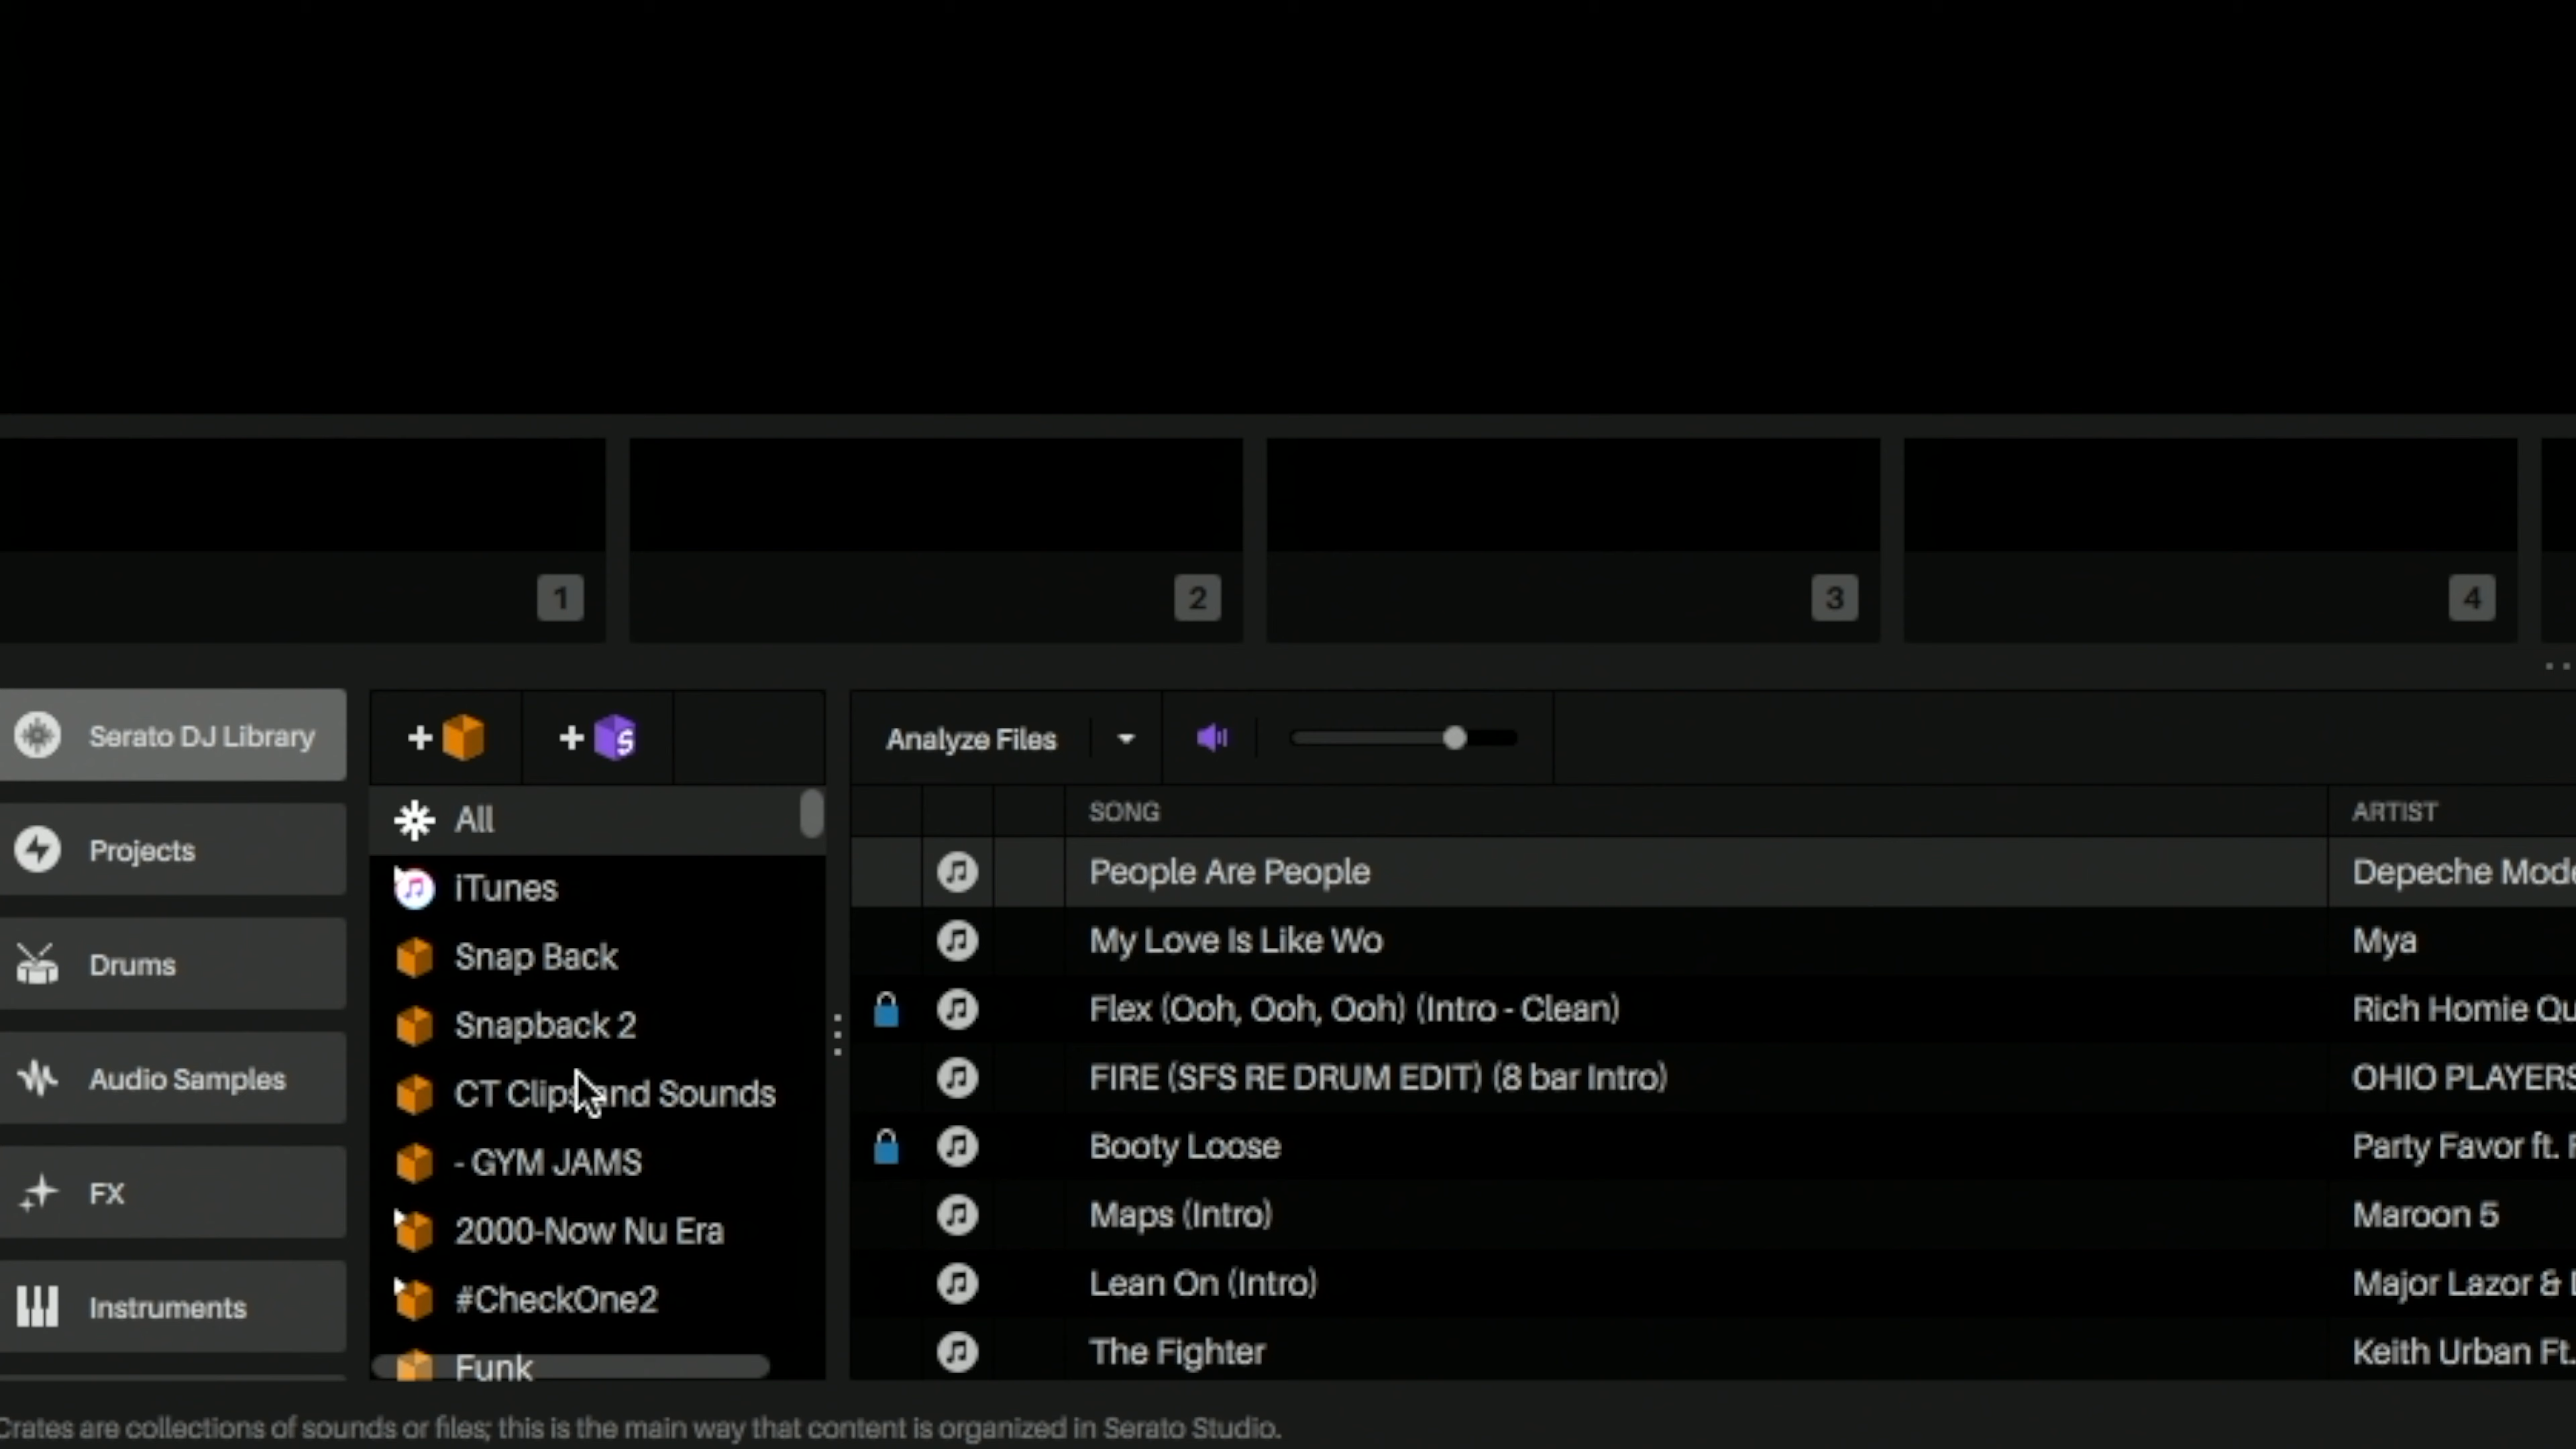 1
2
3
4
Serato DJ Library
Projects
Drums
Audio Samples
FX
Instruments
+
+ S
All
iTunes
Snap Back
Snapback 2
CT Clips and Sounds
- GYM JAMS
2000-Now Nu Era
#CheckOne2
Funk
Analyze Files
SONG ARTIST
People Are People Depeche Mode
My Love Is Like Wo Mya
Flex (Ooh, Ooh, Ooh) (Intro - Clean) Rich Homie Qu
FIRE (SFS RE DRUM EDIT) (8 bar Intro) OHIO PLAYERS
Booty Loose Party Favor ft.
Maps (Intro) Maroon 5
Lean On (Intro) Major Lazor &
The Fighter Keith Urban Ft.
Crates are collections of sounds or files; this is the main way that content is organized in Serato Studio.